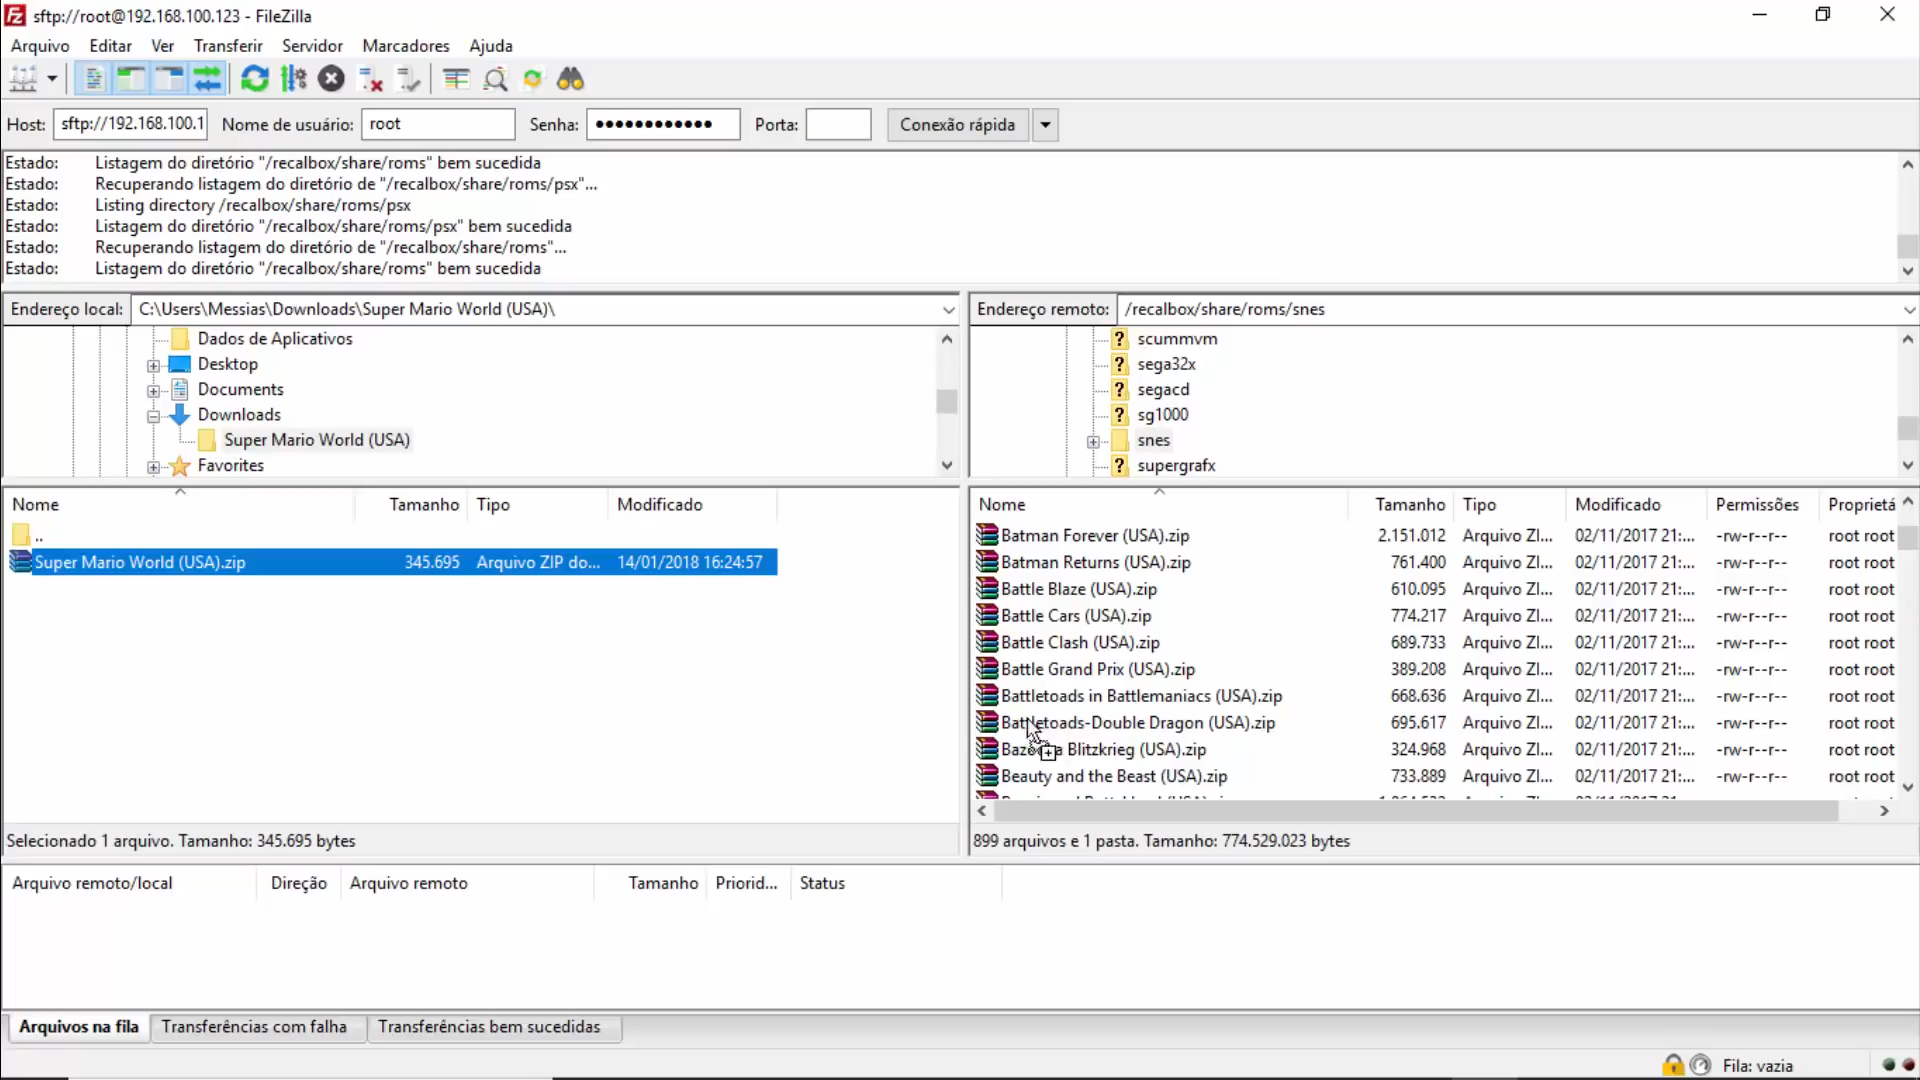 sftp://root@192.168.100.123 - FileZilla
Arquivo Editar Ver Transferir Servidor Marcadores Ajuda
Host: sftp://192.168.100.1 Nome de usuário: root Senha: ●●●●●●●●●●●● Porta: Conexão rápida
Estado: Listagem do diretório "/recalbox/share/roms" bem sucedida
Estado: Recuperando listagem do diretório de "/recalbox/share/roms/psx"...
Estado: Listing directory /recalbox/share/roms/psx
Estado: Listagem do diretório "/recalbox/share/roms/psx" bem sucedida
Estado: Recuperando listagem do diretório de "/recalbox/share/roms"...
Estado: Listagem do diretório "/recalbox/share/roms" bem sucedida
Endereço local: C:\Users\Messias\Downloads\Super Mario World (USA)\
Dados de Aplicativos
Desktop
Documents
Downloads
Super Mario World (USA)
Favorites
Nome Tamanho Tipo Modificado
..
Super Mario World (USA).zip 345.695 Arquivo ZIP do... 14/01/2018 16:24:57
Selecionado 1 arquivo. Tamanho: 345.695 bytes
Endereço remoto: /recalbox/share/roms/snes
scummvm
sega32x
segacd
sg1000
snes
supergrafx
Nome Tamanho Tipo Modificado Permissões Proprietá
Batman Forever (USA).zip 2.151.012 Arquivo ZI... 02/11/2017 21:... -rw-r--r-- root root
Batman Returns (USA).zip 761.400 Arquivo ZI... 02/11/2017 21:... -rw-r--r-- root root
Battle Blaze (USA).zip 610.095 Arquivo ZI... 02/11/2017 21:... -rw-r--r-- root root
Battle Cars (USA).zip 774.217 Arquivo ZI... 02/11/2017 21:... -rw-r--r-- root root
Battle Clash (USA).zip 689.733 Arquivo ZI... 02/11/2017 21:... -rw-r--r-- root root
Battle Grand Prix (USA).zip 389.208 Arquivo ZI... 02/11/2017 21:... -rw-r--r-- root root
Battletoads in Battlemaniacs (USA).zip 668.636 Arquivo ZI... 02/11/2017 21:... -rw-r--r-- root root
Battletoads-Double Dragon (USA).zip 695.617 Arquivo ZI... 02/11/2017 21:... -rw-r--r-- root root
Blitzkrieg (USA).zip 324.968 Arquivo ZI... 02/11/2017 21:... -rw-r--r-- root root
Beauty and the Beast (USA).zip 733.889 Arquivo ZI... 02/11/2017 21:... -rw-r--r-- root root
899 arquivos e 1 pasta. Tamanho: 774.529.023 bytes
Arquivo remoto/local Direção Arquivo remoto Tamanho Priorid... Status
Arquivos na fila Transferências com falha Transferências bem sucedidas
Fila: vazia